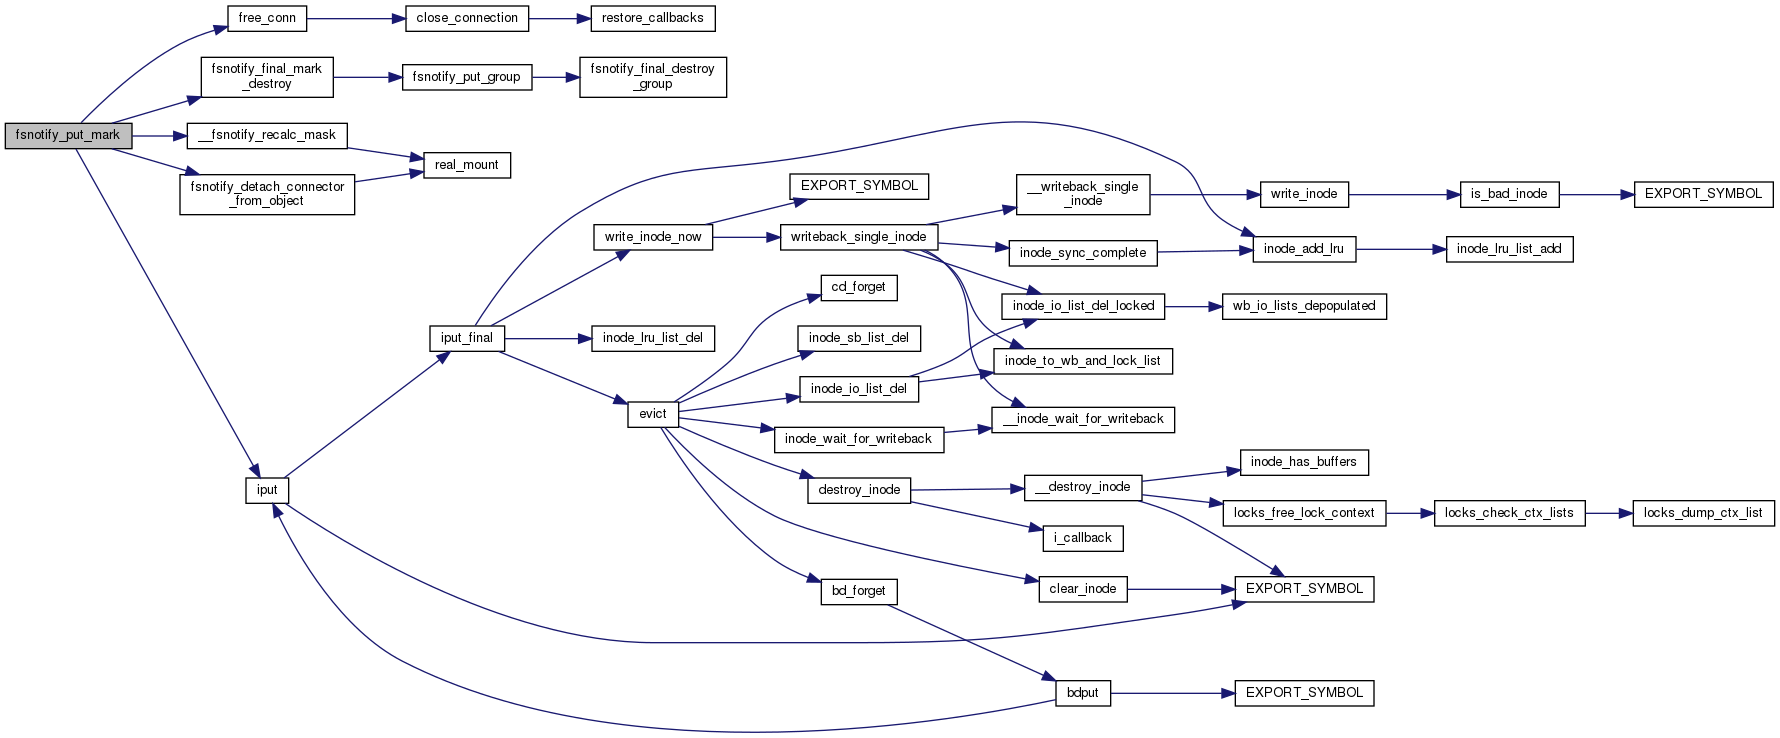 free_conn
close_connection
restore_callbacks
fsnotify_final_mark
_destroy
fsnotify_put_group
fsnotify_final_destroy
_group
fsnotify_put_mark
__fsnotify_recalc_mask
real_mount
fsnotify_detach_connector
_from_object
EXPORT_SYMBOL
__writeback_single
_inode
write_inode
is_bad_inode
EXPORT_SYMBOL
write_inode_now
writeback_single_inode
inode_sync_complete
inode_add_lru
inode_lru_list_add
cd_forget
inode_io_list_del_locked
wb_io_lists_depopulated
iput_final
inode_lru_list_del
inode_sb_list_del
inode_to_wb_and_lock_list
inode_io_list_del
evict
__inode_wait_for_writeback
inode_wait_for_writeback
inode_has_buffers
iput
destroy_inode
__destroy_inode
locks_free_lock_context
locks_check_ctx_lists
locks_dump_ctx_list
i_callback
bd_forget
clear_inode
EXPORT_SYMBOL
bdput
EXPORT_SYMBOL